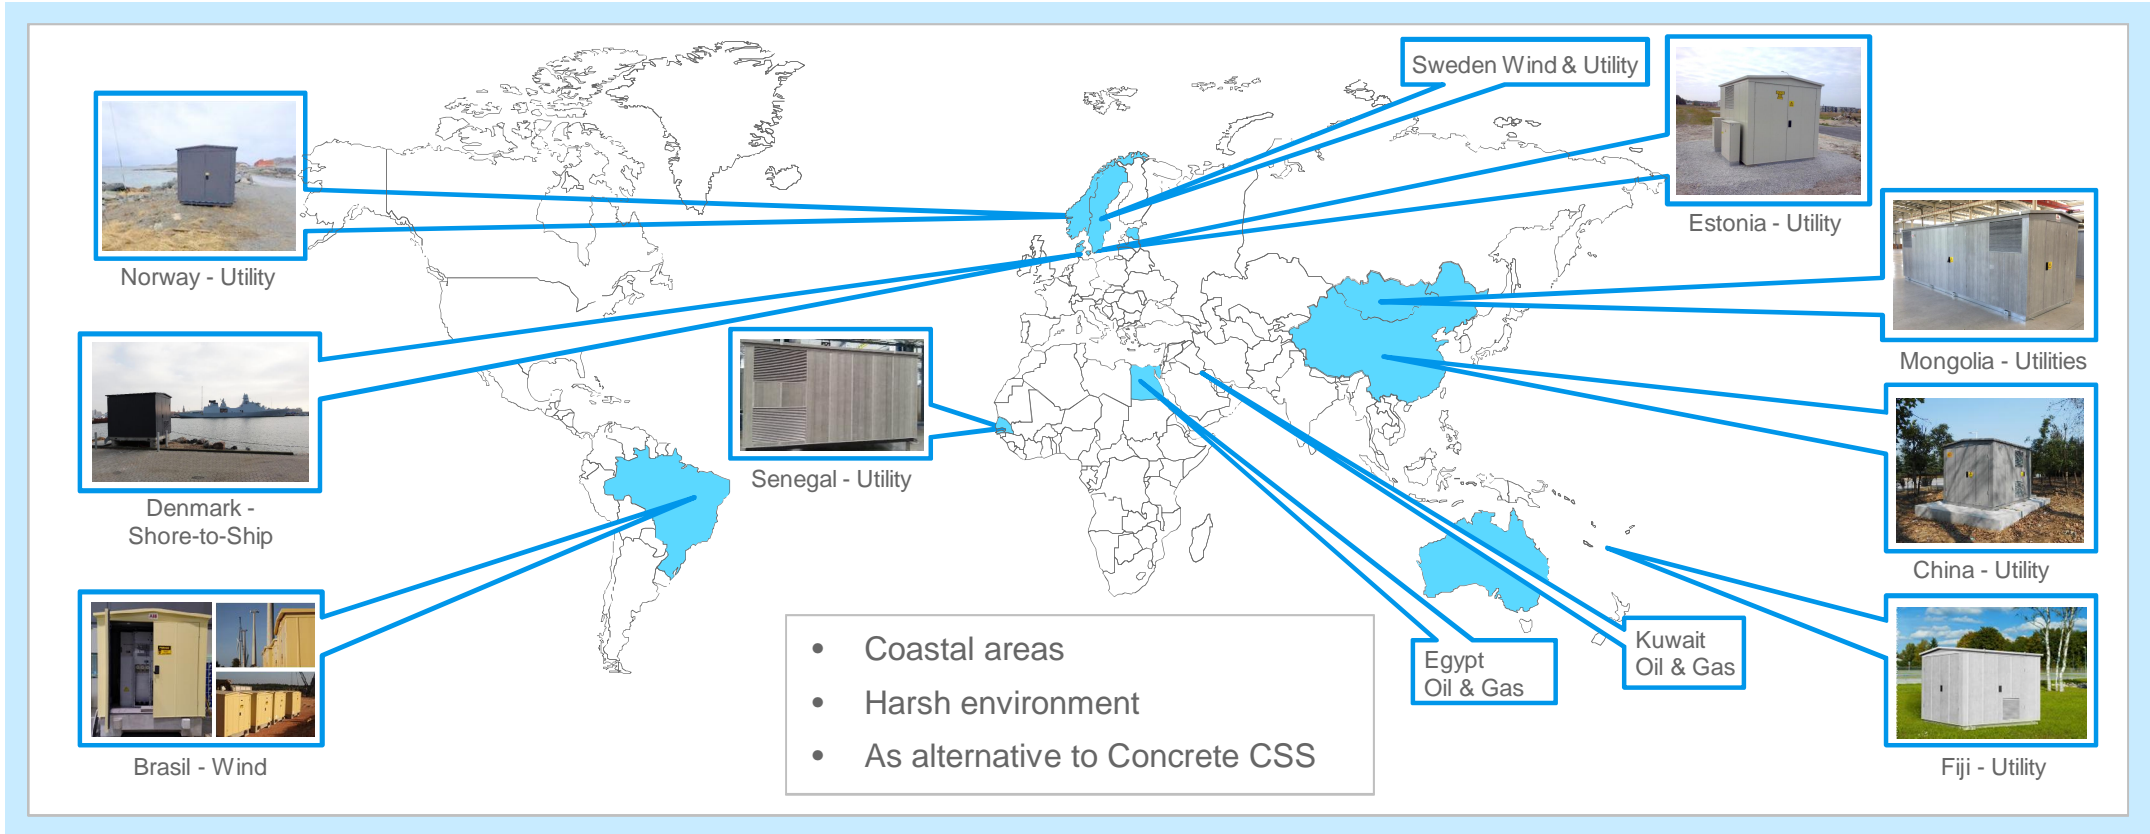 Sweden Wind & Utility
Norway - Utility
Estonia - Utility
Mongolia - Utilities
Denmark -
Shore-to-Ship
Senegal - Utility
China - Utility
Brasil - Wind
• Coastal areas
• Harsh environment
• As alternative to Concrete CSS
Egypt
Oil & Gas
Kuwait
Oil & Gas
Fiji - Utility